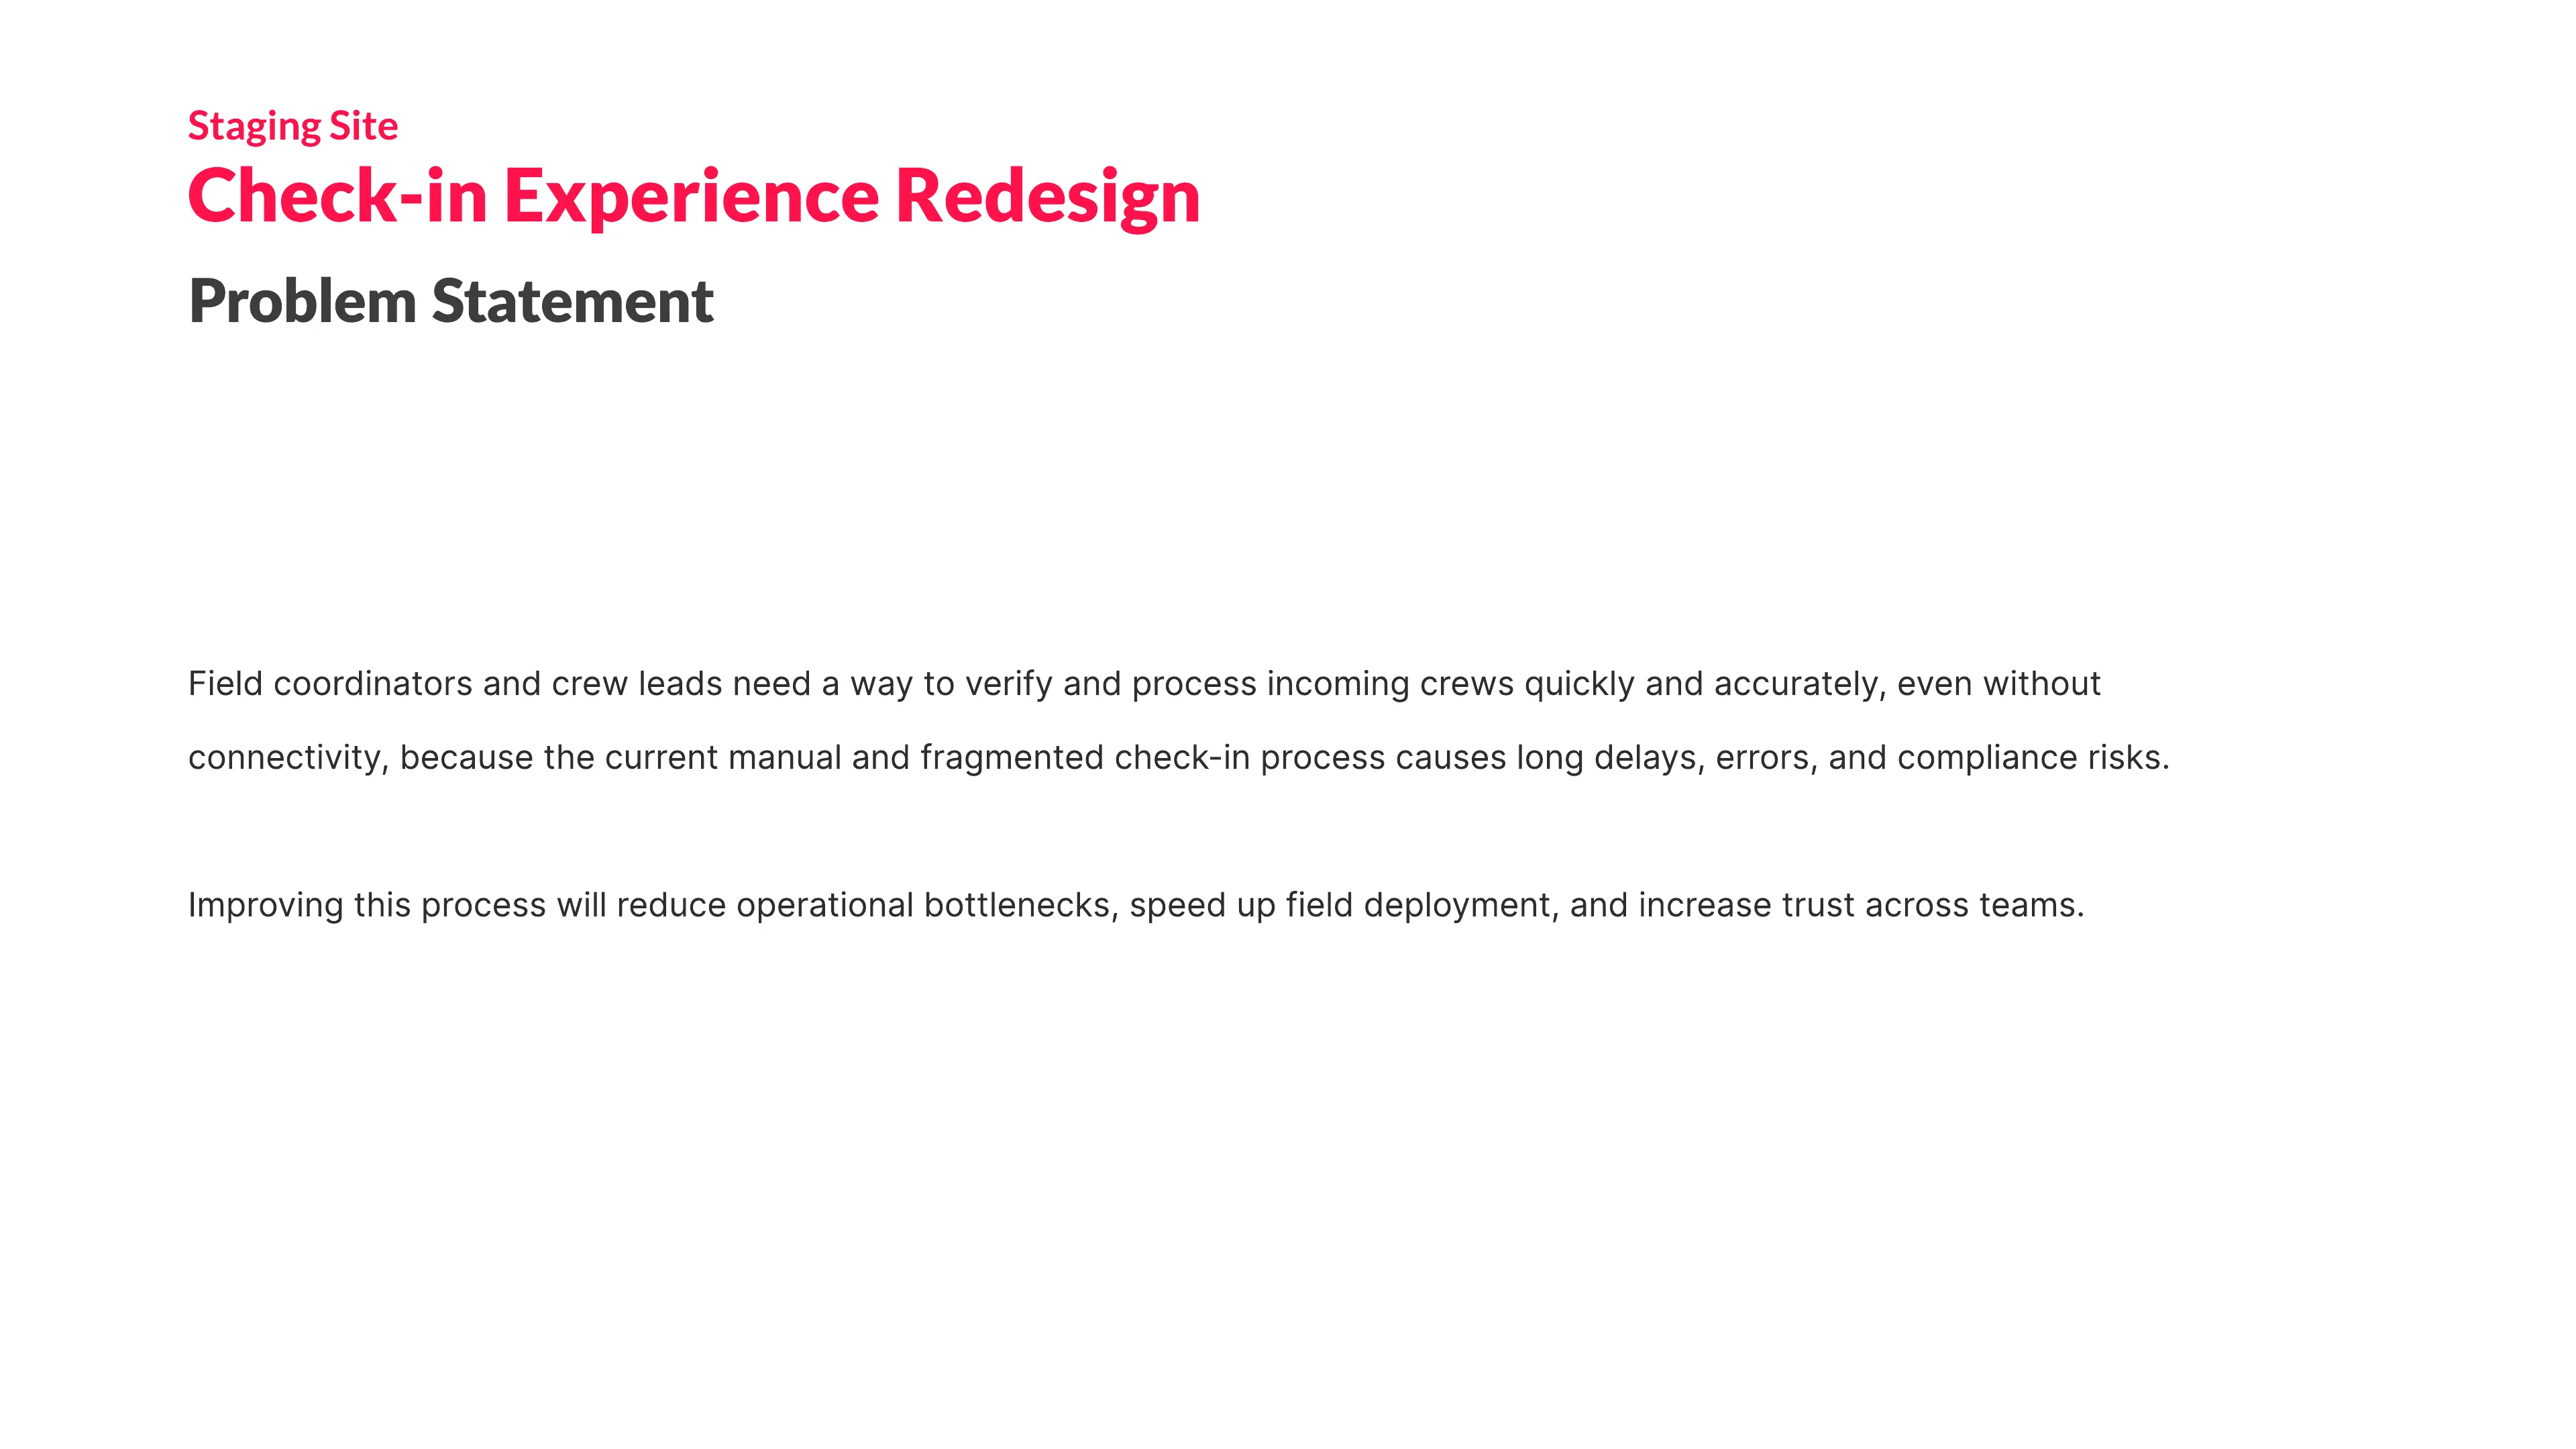 Staging Site
Check-in Experience Redesign
Problem Statement
Field coordinators and crew leads need a way to verify and process incoming crews quickly and accurately, even without
connectivity, because the current manual and fragmented check-in process causes long delays, errors, and compliance risks.
Improving this process will reduce operational bottlenecks, speed up field deployment, and increase trust across teams.